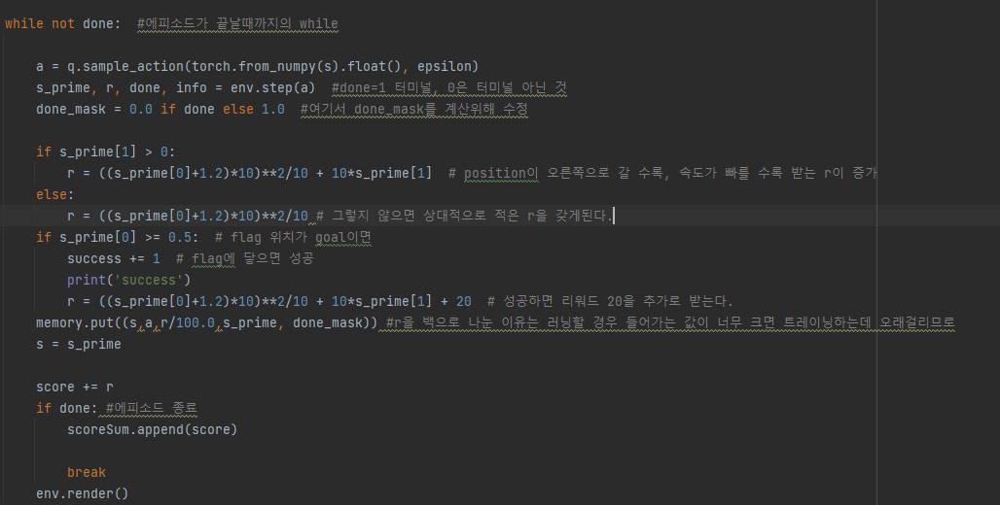 while not done:  #에피소드가 끝날때까지의 while
a = q.sample_action(torch.from_numpy(s).float(), epsilon)
s_prime, r, done, info = env.step(a)  #done=1 터미널, 0은 터미널 아닌 것
done_mask = 0.0 if done else 1.0  #여기서 done_mask를 계산위해 수정
if s_prime[1] > 0:
r = ((s_prime[0]+1.2)*10)**2/10 + 10*s_prime[1]  # position이 오른쪽으로 갈 수록, 속도가 빠를 수록 받는 r이 증가
else:
r = ((s_prime[0]+1.2)*10)**2/10 # 그렇지 않으면 상대적으로 적은 r을 갖게된다.
if s_prime[0] >= 0.5:  # flag 위치가 goal이면
success += 1  # flag에 닿으면 성공
print('success')
r = ((s_prime[0]+1.2)*10)**2/10 + 10*s_prime[1] + 20  # 성공하면 리워드 20을 추가로 받는다.
memory.put((s,a,r/100.0,s_prime, done_mask)) #r을 백으로 나눈 이유는 러닝할 경우 들어가는 값이 너무 크면 트레이닝하는데 오래걸리므로
s = s_prime
score += r
if done: #에피소드 종료
scoreSum.append(score)
break
env.render()